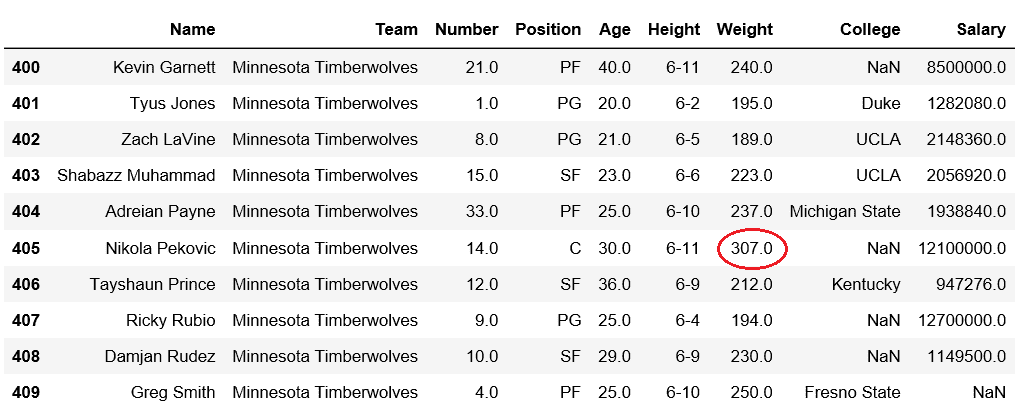 Name Team Number Position Age Height Weight College Salary
400 Kevin Garnett Minnesota Timberwolves 21.0 PF 40.0 6-11 240.0 NaN 8500000.0
401 Tyus Jones Minnesota Timberwolves 1.0 PG 20.0 6-2 195.0 Duke 1282080.0
402 Zach LaVine Minnesota Timberwolves 8.0 PG 21.0 6-5 189.0 UCLA 2148360.0
403 Shabazz Muhammad Minnesota Timberwolves 15.0 SF 23.0 6-6 223.0 UCLA 2056920.0
404 Adreian Payne Minnesota Timberwolves 33.0 PF 25.0 6-10 237.0 Michigan State 1938840.0
405 Nikola Pekovic Minnesota Timberwolves 14.0 C 30.0 6-11 307.0 NaN 12100000.0
406 Tayshaun Prince Minnesota Timberwolves 12.0 SF 36.0 6-9 212.0 Kentucky 947276.0
407 Ricky Rubio Minnesota Timberwolves 9.0 PG 25.0 6-4 194.0 NaN 12700000.0
408 Damjan Rudez Minnesota Timberwolves 10.0 SF 29.0 6-9 230.0 NaN 1149500.0
409 Greg Smith Minnesota Timberwolves 4.0 PF 25.0 6-10 250.0 Fresno State NaN